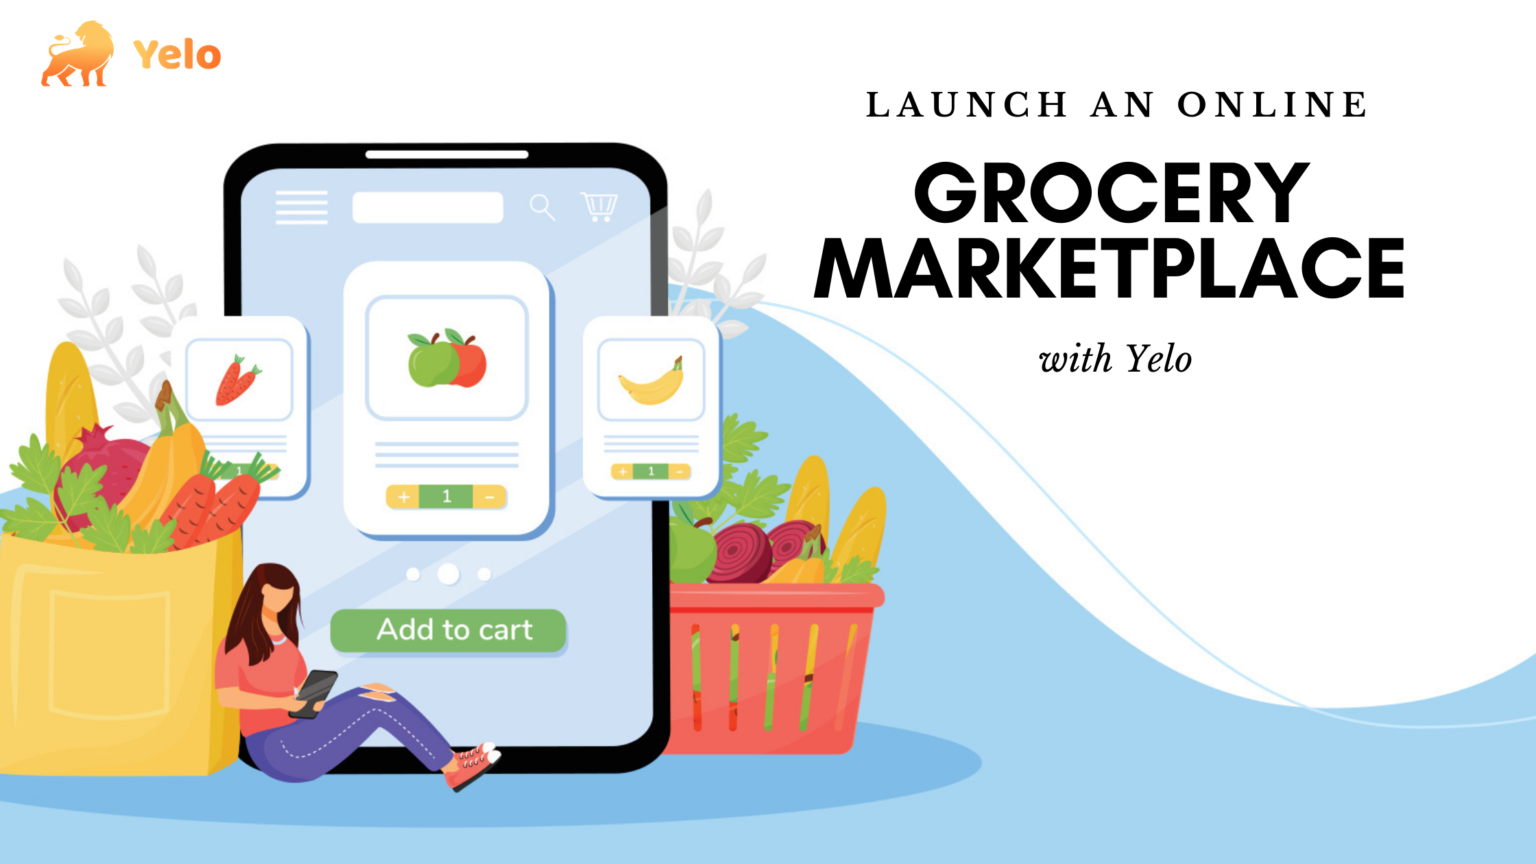 Yelo
LAUNCH AN ONLINE
GROCERY
MARKETPLACE
with Yelo
1
+ 1 −
+ 1 −
Add to cart